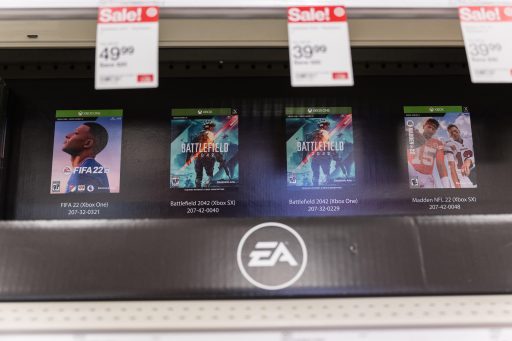 Sale!
49.99
Sale!
39.99
Sale!
39.99
XBOX ONE
FIFA 22
FIFA 22 (Xbox One)
207-32-0321
XBOX
BATTLEFIELD
2042
Battlefield 2042 (Xbox SX)
207-42-0040
XBOX ONE
BATTLEFIELD
2042
Battlefield 2042 (Xbox One)
207-32-0229
XBOX
Madden NFL 22 (Xbox SX)
207-42-0048
EA